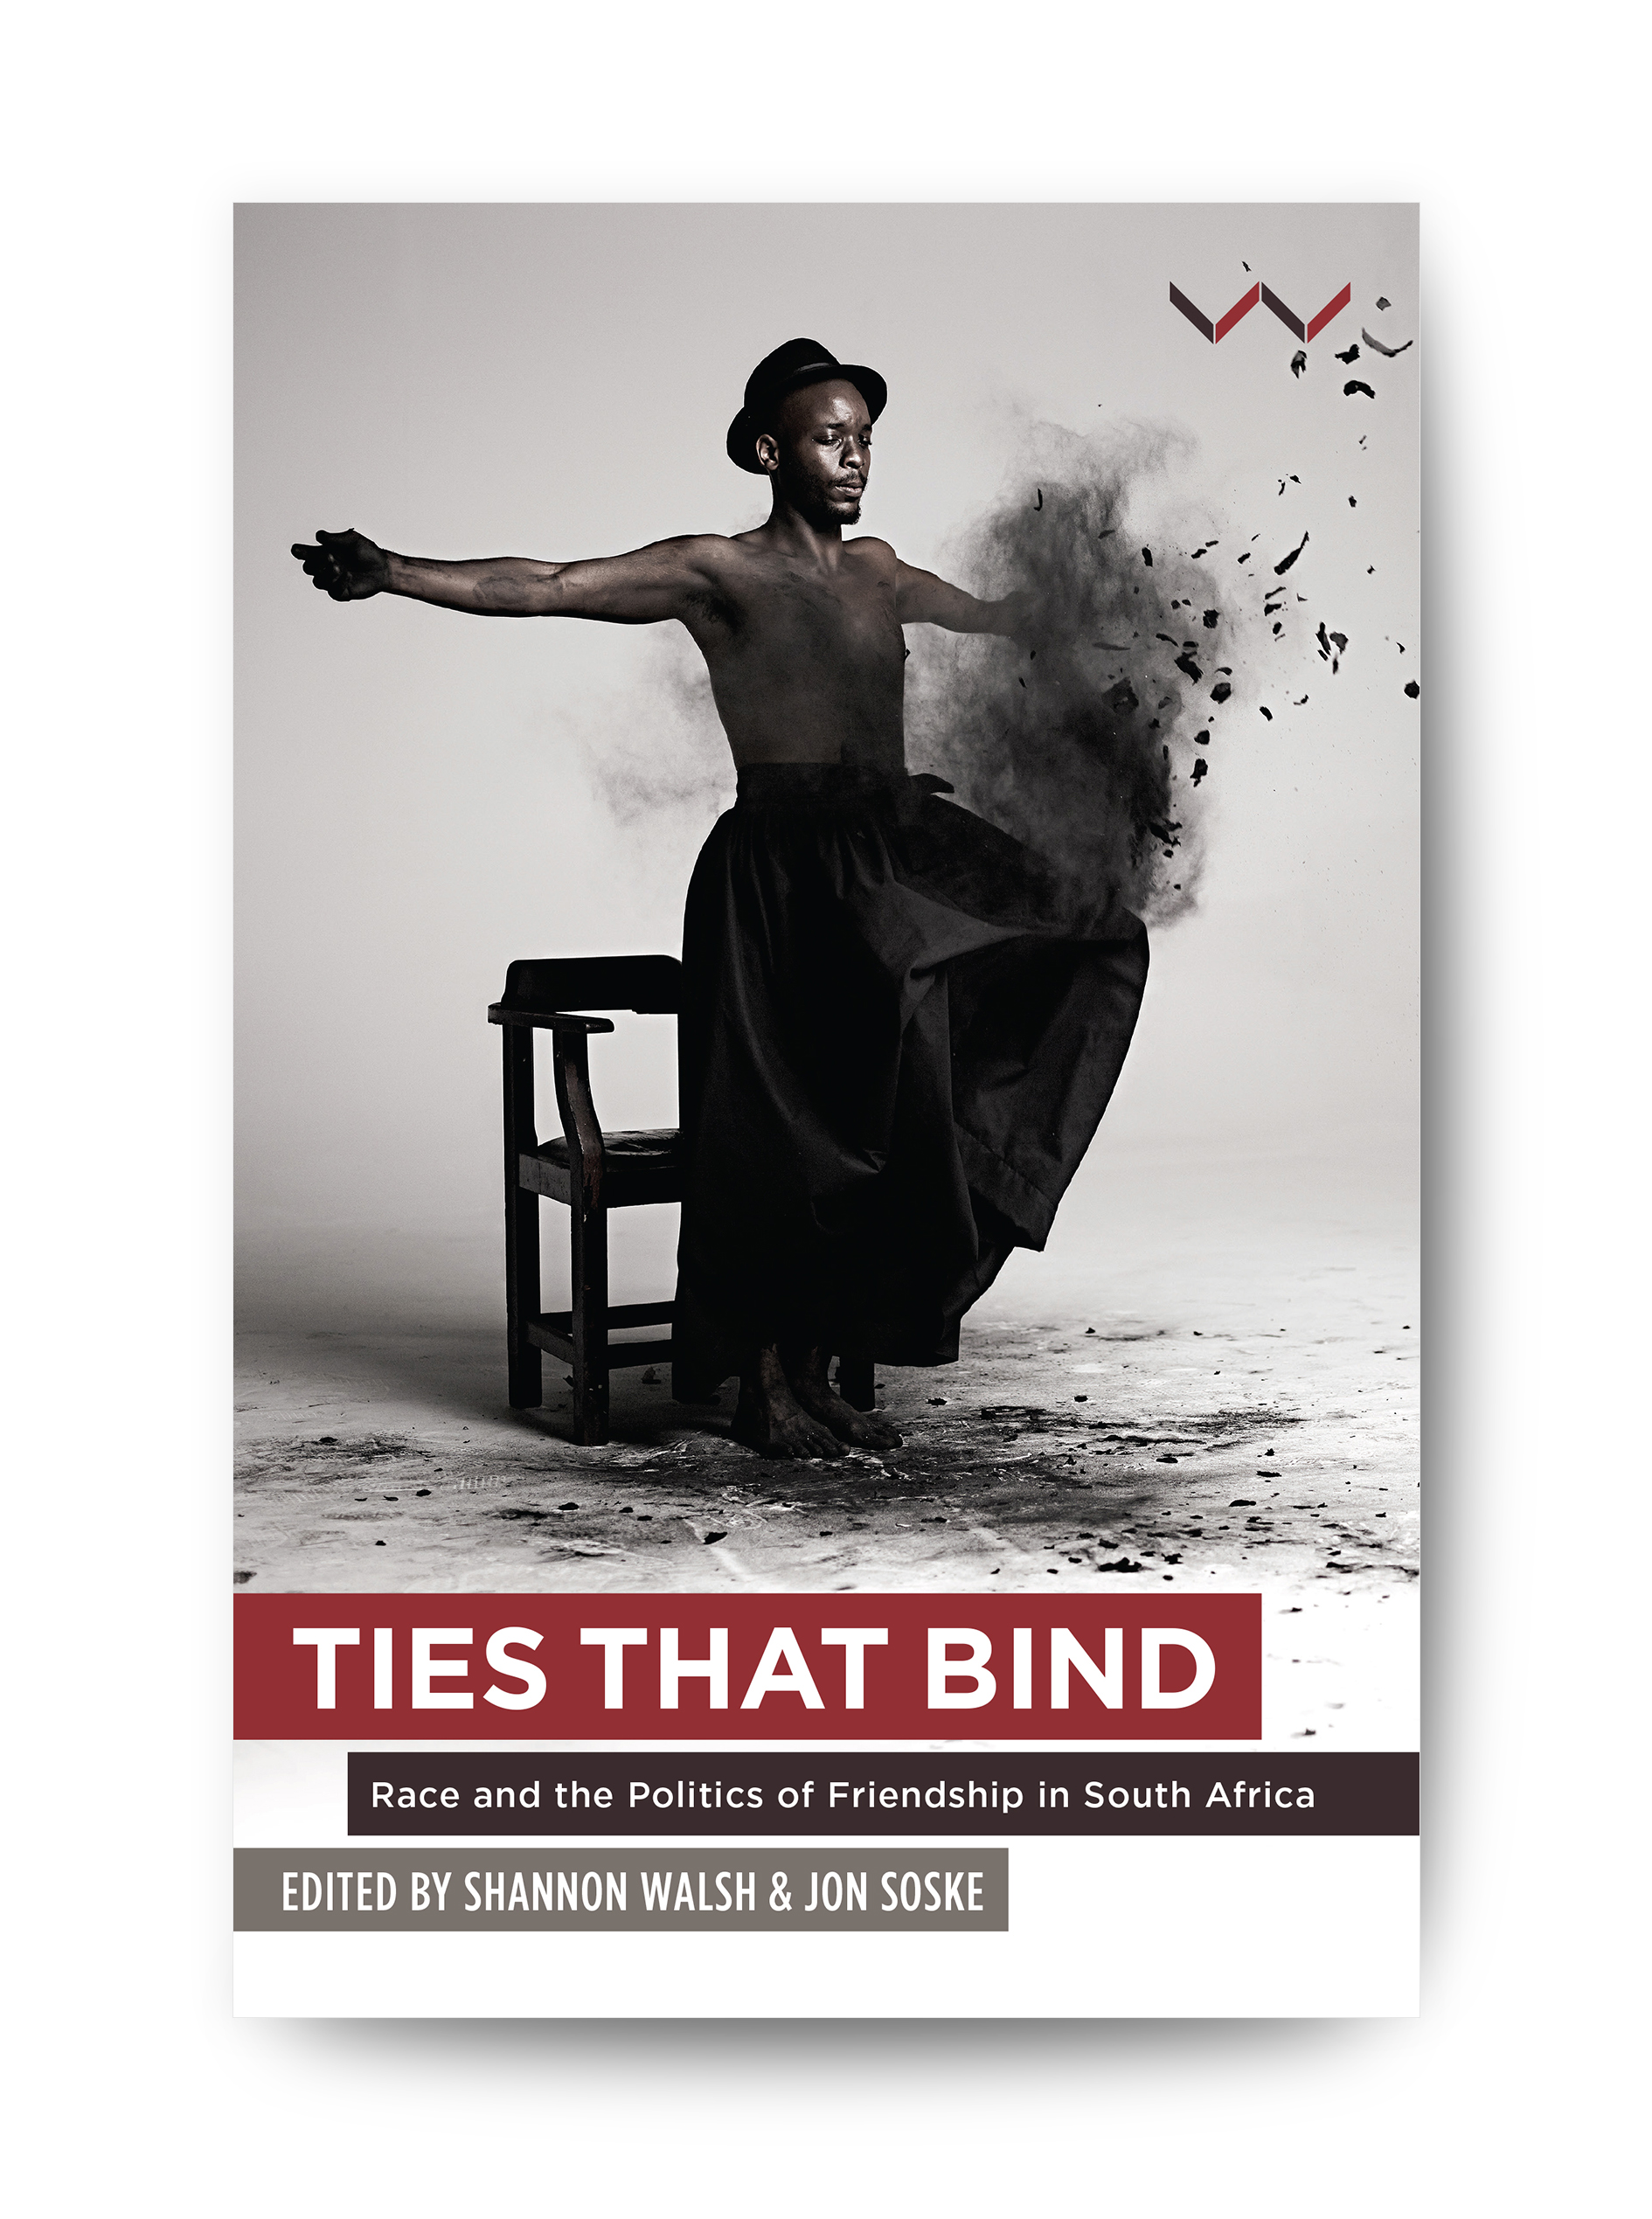 TIES THAT BIND
Race and the Politics of Friendship in South Africa
EDITED BY SHANNON WALSH & JON SOSKE